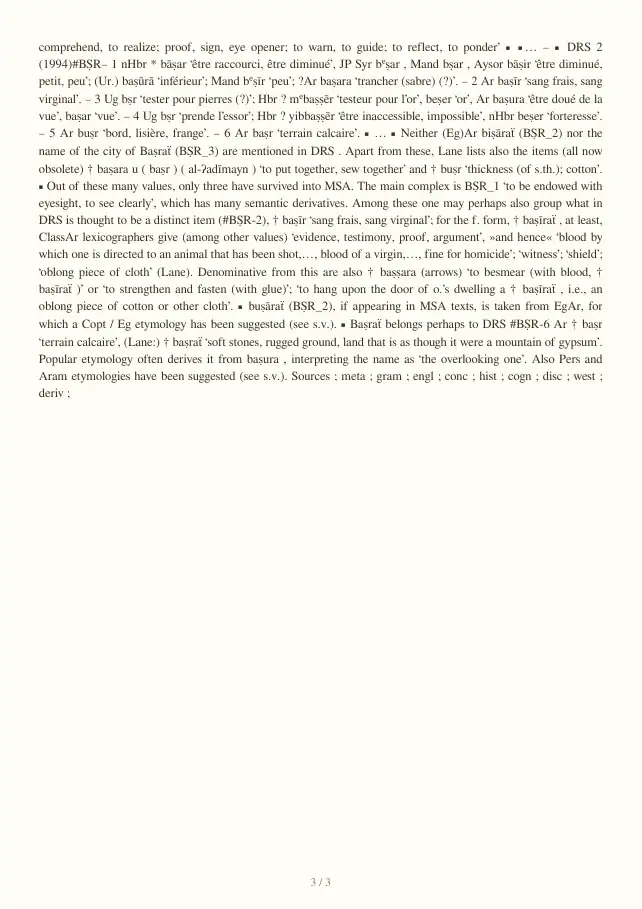 comprehend, to realize; proof, sign, eye opener; to warn, to guide; to reflect, to ponder’ ▪ ▪ … – ▪ DRS 2
(1994)#BṢR– 1 nHbr * bāṣar ‘être raccourci, être diminué’, JP Syr bᵉṣar , Mand bṣar , Aysor bāṣir ‘être diminué,
petit, peu’; (Ur.) baṣūrā ‘inférieur’; Mand bᵉṣīr ‘peu’; ?Ar baṣara ‘trancher (sabre) (?)’. – 2 Ar baṣīr ‘sang frais, sang
virginal’. – 3 Ug bṣr ‘tester pour pierres (?)’; Hbr ? mᵉbaṣṣēr ‘testeur pour l’or’, beṣer ‘or’, Ar baṣura ‘être doué de la
vue’, baṣar ‘vue’. – 4 Ug bṣr ‘prende l’essor’; Hbr ? yibbaṣṣēr ‘être inaccessible, impossible’, nHbr beṣer ‘forteresse’.
– 5 Ar buṣr ‘bord, lisière, frange’. – 6 Ar baṣr ‘terrain calcaire’. ▪ … ▪ Neither (Eg)Ar biṣāraẗ (BṢR_2) nor the
name of the city of Baṣraẗ (BṢR_3) are mentioned in DRS . Apart from these, Lane lists also the items (all now
obsolete) † baṣara u ( baṣr ) ( al-ʔadīmayn ) ‘to put together, sew together’ and † buṣr ‘thickness (of s.th.); cotton’.
▪ Out of these many values, only three have survived into MSA. The main complex is BṢR_1 ‘to be endowed with
eyesight, to see clearly’, which has many semantic derivatives. Among these one may perhaps also group what in
DRS is thought to be a distinct item (#BṢR-2), † baṣīr ‘sang frais, sang virginal’; for the f. form, † baṣīraẗ , at least,
ClassAr lexicographers give (among other values) ‘evidence, testimony, proof, argument’, »and hence« ‘blood by
which one is directed to an animal that has been shot,…, blood of a virgin,…, fine for homicide’; ‘witness’; ‘shield’;
‘oblong piece of cloth’ (Lane). Denominative from this are also † baṣṣara (arrows) ‘to besmear (with blood, †
baṣīraẗ )’ or ‘to strengthen and fasten (with glue)’; ‘to hang upon the door of o.’s dwelling a † baṣīraẗ , i.e., an
oblong piece of cotton or other cloth’. ▪ buṣāraẗ (BṢR_2), if appearing in MSA texts, is taken from EgAr, for
which a Copt / Eg etymology has been suggested (see s.v.). ▪ Baṣraẗ belongs perhaps to DRS #BṢR-6 Ar † baṣr
‘terrain calcaire’, (Lane:) † baṣraẗ ‘soft stones, rugged ground, land that is as though it were a mountain of gypsum’.
Popular etymology often derives it from baṣura , interpreting the name as ‘the overlooking one’. Also Pers and
Aram etymologies have been suggested (see s.v.). Sources ; meta ; gram ; engl ; conc ; hist ; cogn ; disc ; west ;
deriv ;
3 / 3